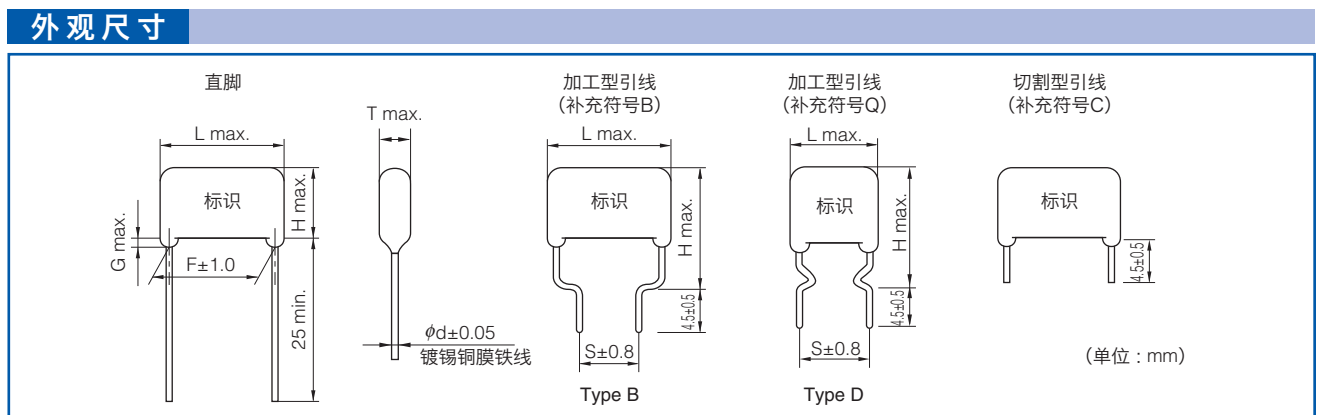 外观尺寸
直脚
L max.
标识
H max.
G max.
F±1.0
25 min.
T max.
φd±0.05
镀锡铜膜铁线
加工型引线
(补充符号B)
L max.
标识
H max.
4.5±0.5
S±0.8
Type B
加工型引线
(补充符号Q)
L max.
标识
H max.
4.5±0.5
S±0.8
Type D
切割型引线
(补充符号C)
标识
4.5±0.5
(单位 : mm)